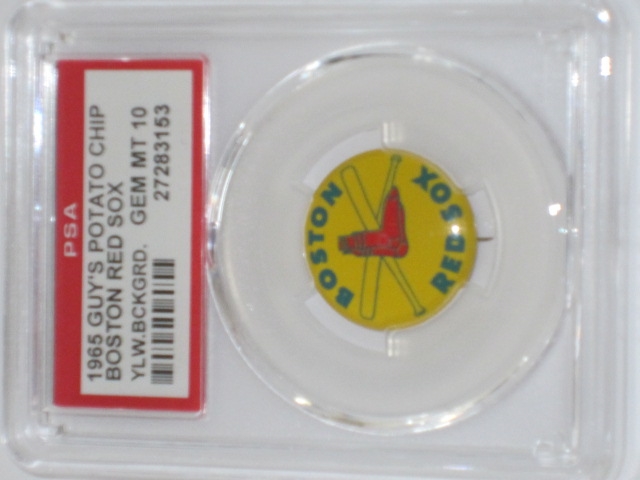 PSA
1965 GUY'S POTATO CHIP
BOSTON RED SOX
YLW.BCKGRD. GEM MT 10
27283153
BOSTON
RED SOX